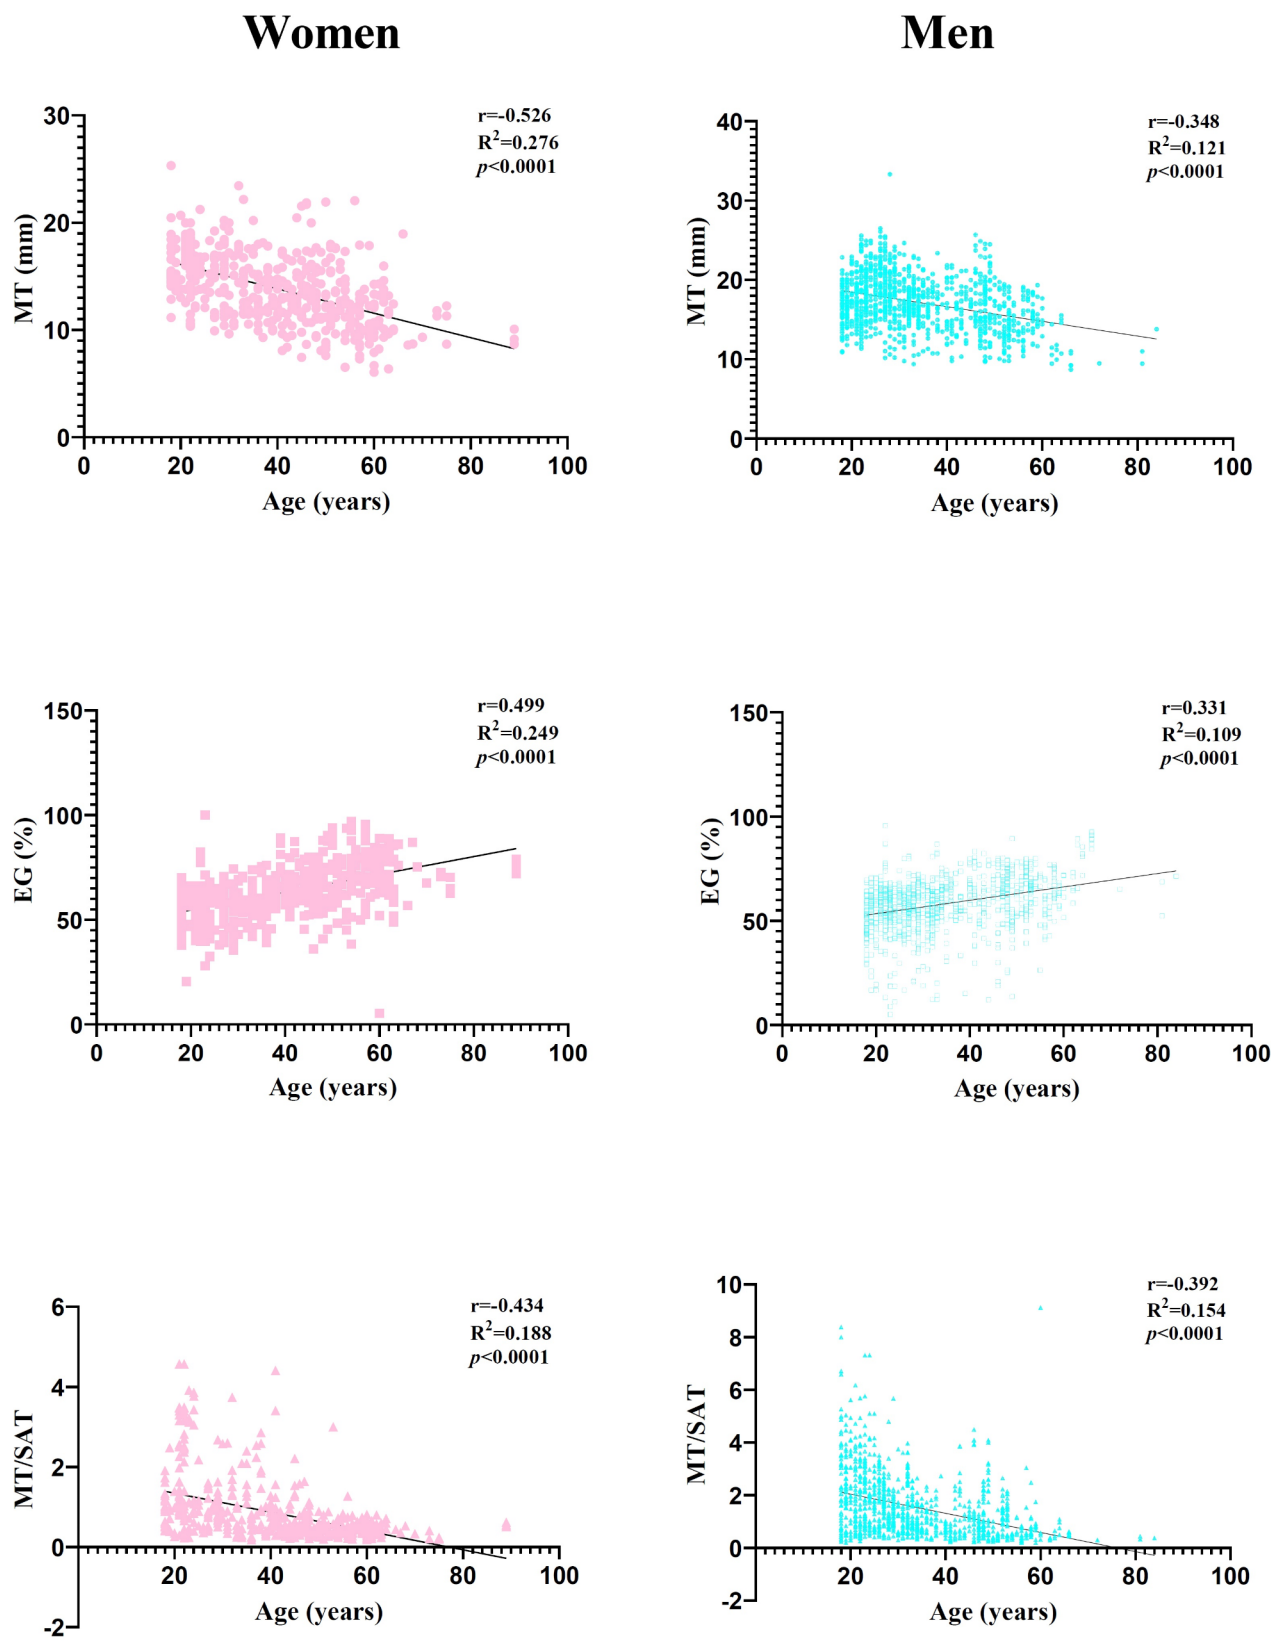 Women
Men
r=-0.526
R²=0.276
p<0.0001
30
20
10
0
MT (mm)
0 20 40 60 80 100
Age (years)
r=-0.348
R²=0.121
p<0.0001
40
30
20
10
0
MT (mm)
0 20 40 60 80 100
Age (years)
r=0.499
R²=0.249
p<0.0001
150
100
50
0
EG (%)
0 20 40 60 80 100
Age (years)
r=0.331
R²=0.109
p<0.0001
150
100
50
0
EG (%)
0 20 40 60 80 100
Age (years)
r=-0.434
R²=0.188
p<0.0001
6
4
2
0
-2
MT/SAT
20 40 60 80 100
Age (years)
r=-0.392
R²=0.154
p<0.0001
10
8
6
4
2
0
-2
MT/SAT
20 40 60 80 100
Age (years)